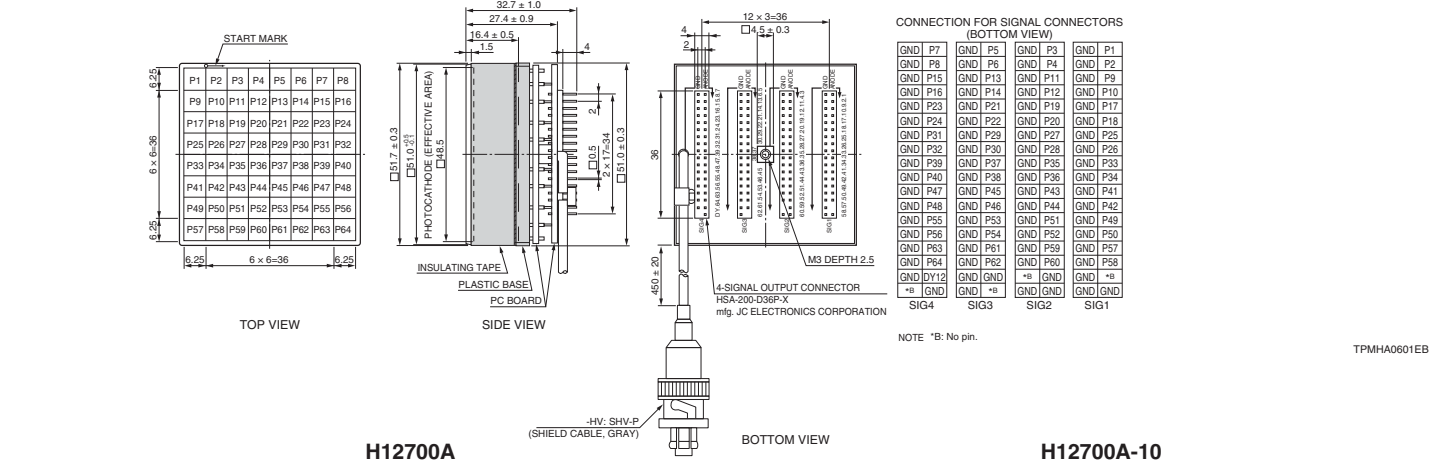 START MARK
6.25
6 × 6=36
6.25
P1 P2 P3 P4 P5 P6 P7 P8
P9 P10 P11 P12 P13 P14 P15 P16
P17 P18 P19 P20 P21 P22 P23 P24
P25 P26 P27 P28 P29 P30 P31 P32
P33 P34 P35 P36 P37 P38 P39 P40
P41 P42 P43 P44 P45 P46 P47 P48
P49 P50 P51 P52 P53 P54 P55 P56
P57 P58 P59 P60 P61 P62 P63 P64
6.25 6 × 6=36 6.25
TOP VIEW
32.7 ± 1.0
27.4 ± 0.9
16.4 ± 0.5
1.5
4
□51.7 ± 0.3
□51.0
PHOTOCATHODE (EFFECTIVE AREA)
□48.5
2
□0.5
2 × 17=34
□51.0 ± 0.3
INSULATING TAPE
PLASTIC BASE
PC BOARD
SIDE VIEW
12 × 3=36
□4.5 ± 0.3
4
2
GND
ANODE
GND
ANODE
GND
ANODE
GND
ANODE
36
SIG4
SIG3
SIG1
M3 DEPTH 2.5
450 ± 20
4-SIGNAL OUTPUT CONNECTOR
HSA-200-D36P-X
mfg. JC ELECTRONICS CORPORATION
-HV: SHV-P
(SHIELD CABLE, GRAY)
BOTTOM VIEW
CONNECTION FOR SIGNAL CONNECTORS
(BOTTOM VIEW)
GND P7 GND P5 GND P3 GND P1
GND P8 GND P6 GND P4 GND P2
GND P15 GND P13 GND P11 GND P9
GND P16 GND P14 GND P12 GND P10
GND P23 GND P21 GND P19 GND P17
GND P24 GND P22 GND P20 GND P18
GND P31 GND P29 GND P27 GND P25
GND P32 GND P30 GND P28 GND P26
GND P39 GND P37 GND P35 GND P33
GND P40 GND P38 GND P36 GND P34
GND P47 GND P45 GND P43 GND P41
GND P48 GND P46 GND P44 GND P42
GND P55 GND P53 GND P51 GND P49
GND P56 GND P54 GND P52 GND P50
GND P63 GND P61 GND P59 GND P57
GND P64 GND P62 GND P60 GND P58
GND DY12 GND GND *B GND GND *B
*B GND GND *B GND GND GND GND
SIG4 SIG3 SIG2 SIG1
NOTE *B: No pin.
TPMHA0601EB
H12700A
H12700A-10